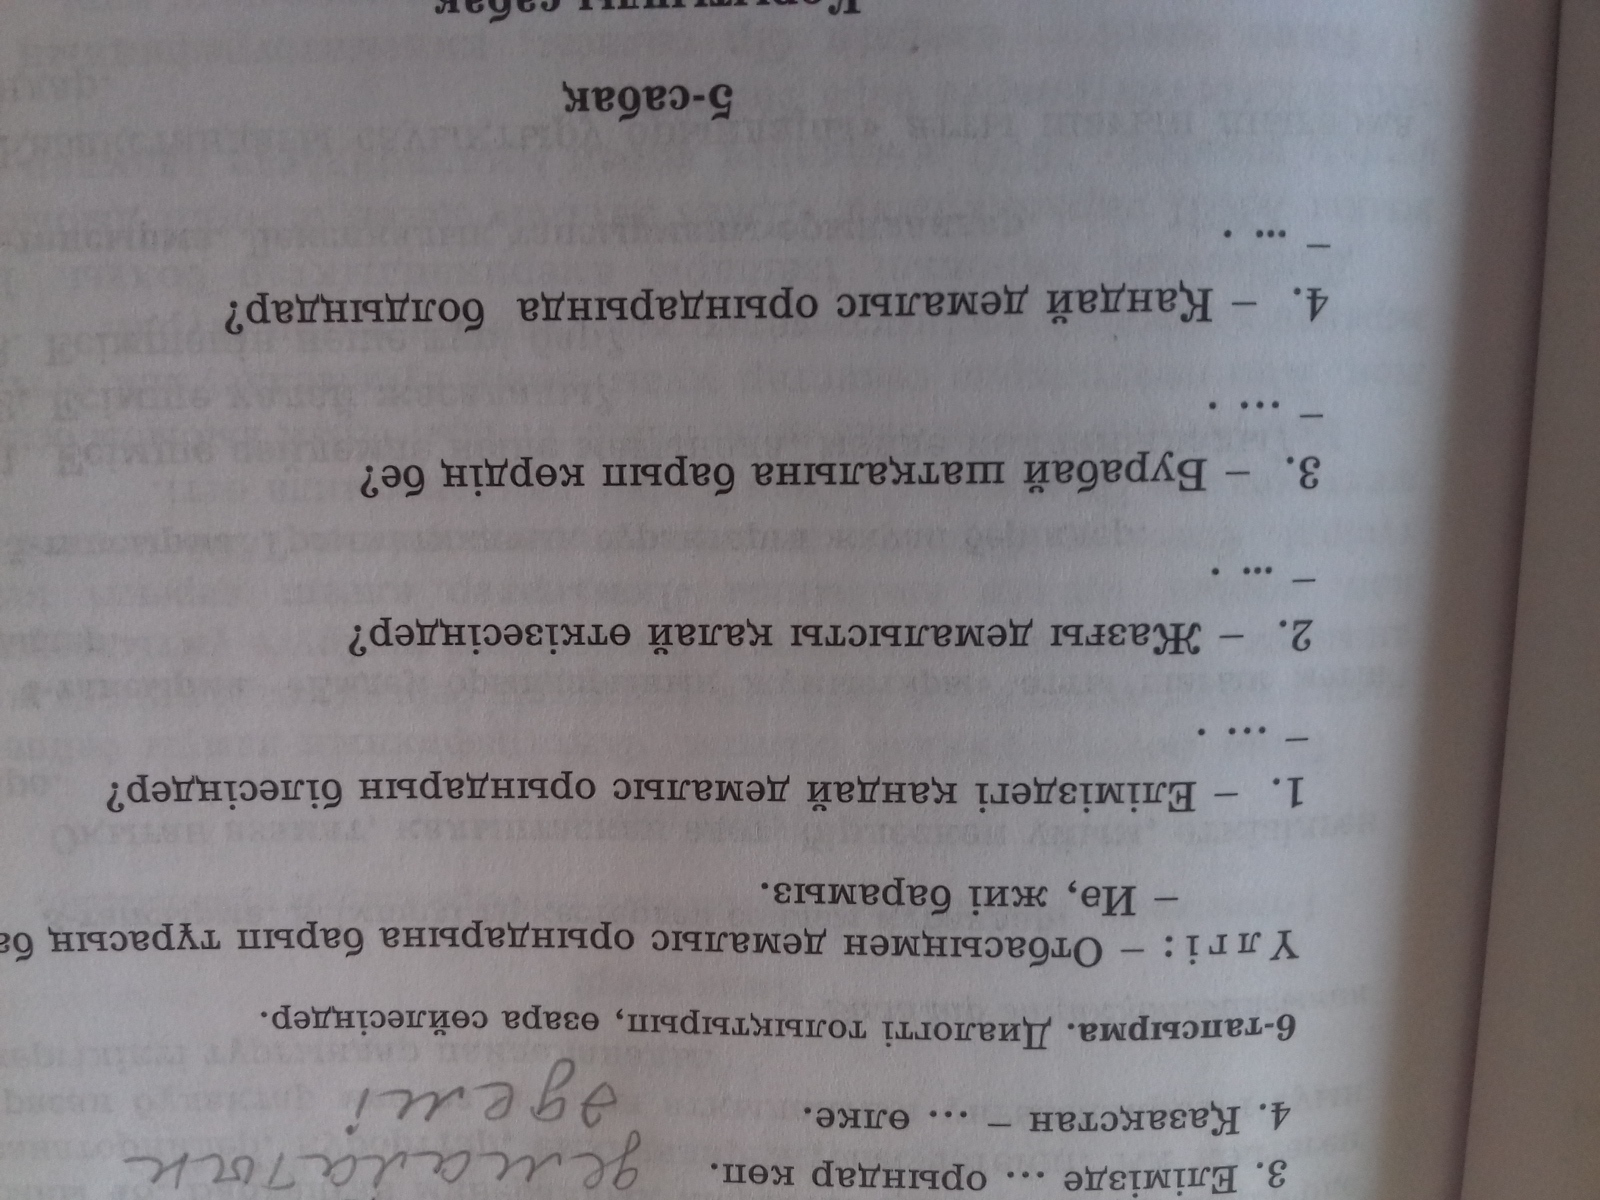 3. Елімізде ... орындар көп. демалатын
4. Қазақстан – ... өлке. әдемі
6-тапсырма. Диалогті толықтырып, өзара сөйлесіңдер.
Үлгі: – Отбасыңмен демалыс орындарына барып тұрасың ба
– Иә, жиі барамыз.
1. – Еліміздегі қандай демалыс орындарын білесіңдер?
– ... .
2. – Жазғы демалысты қалай өткізесіңдер?
– ... .
3. – Бурабай шатқалына барып көрдің бе?
– ... .
4. – Қандай демалыс орындарында болдыңдар?
– ... .
5-сабақ
Қорытынды сабақ